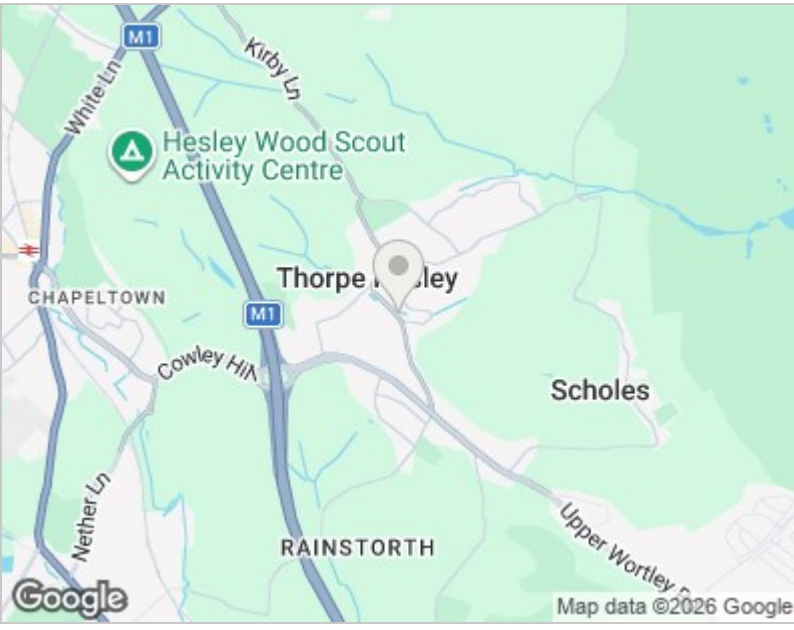 M1
Kirby Ln
White Ln
Hesley Wood Scout
Activity Centre
Thorpe
CHAPELTOWN
M1
Cowley Hill
Scholes
Nether Ln
RAINSTORTH
Upper Wortley
Google
Map data ©2026 Google